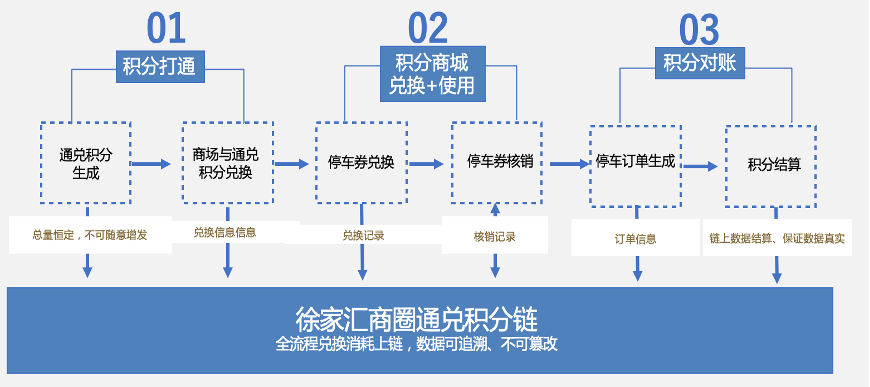 01
02
03
积分打通
积分商城
兑换+使用
积分对账
通兑积分
生成
商场与通兑
积分兑换
停车券兑换
停车券核销
停车订单生成
积分结算
总量恒定，不可随意增发
兑换信息信息
兑换记录
核销记录
订单信息
链上数据结算、保证数据真实
徐家汇商圈通兑积分链
全流程兑换消耗上链，数据可追溯、不可篡改